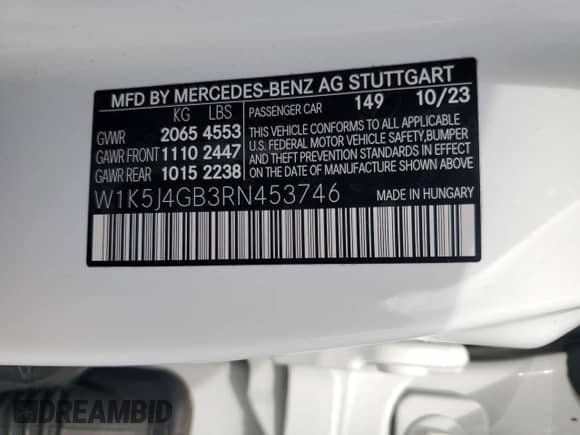 MFD BY MERCEDES-BENZ AG STUTTGART
KG LBS
GVWR 2065 4553
GAWR FRONT 1110 2447
GAWR REAR 1015 2238
PASSENGER CAR 149 10/23
THIS VEHICLE CONFORMS TO ALL APPLICABLE
U.S. FEDERAL MOTOR VEHICLE SAFETY,BUMPER
AND THEFT PREVENTION STANDARDS IN EFFECT
ON THE DATE OF MANUFACTURE SHOWN ABOVE
W1K5J4GB3RN453746
MADE IN HUNGARY
DREAMBID